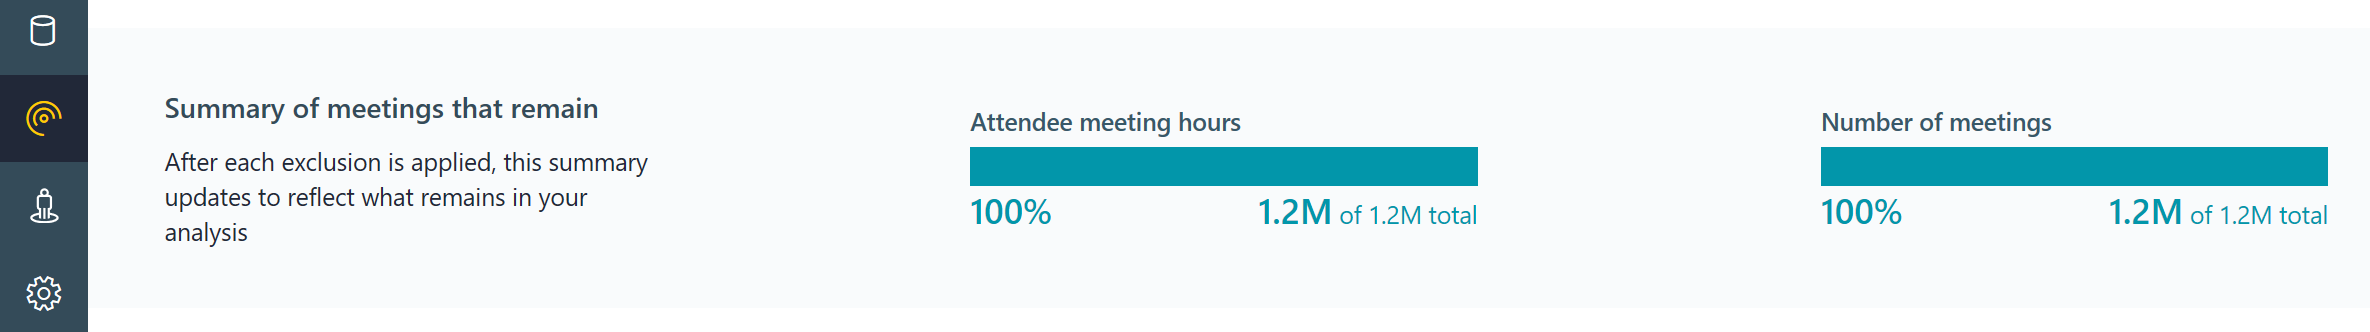 Summary of meetings that remain
After each exclusion is applied, this summary
updates to reflect what remains in your
analysis
Attendee meeting hours
100%
1.2M of 1.2M total
Number of meetings
100%
1.2M of 1.2M total